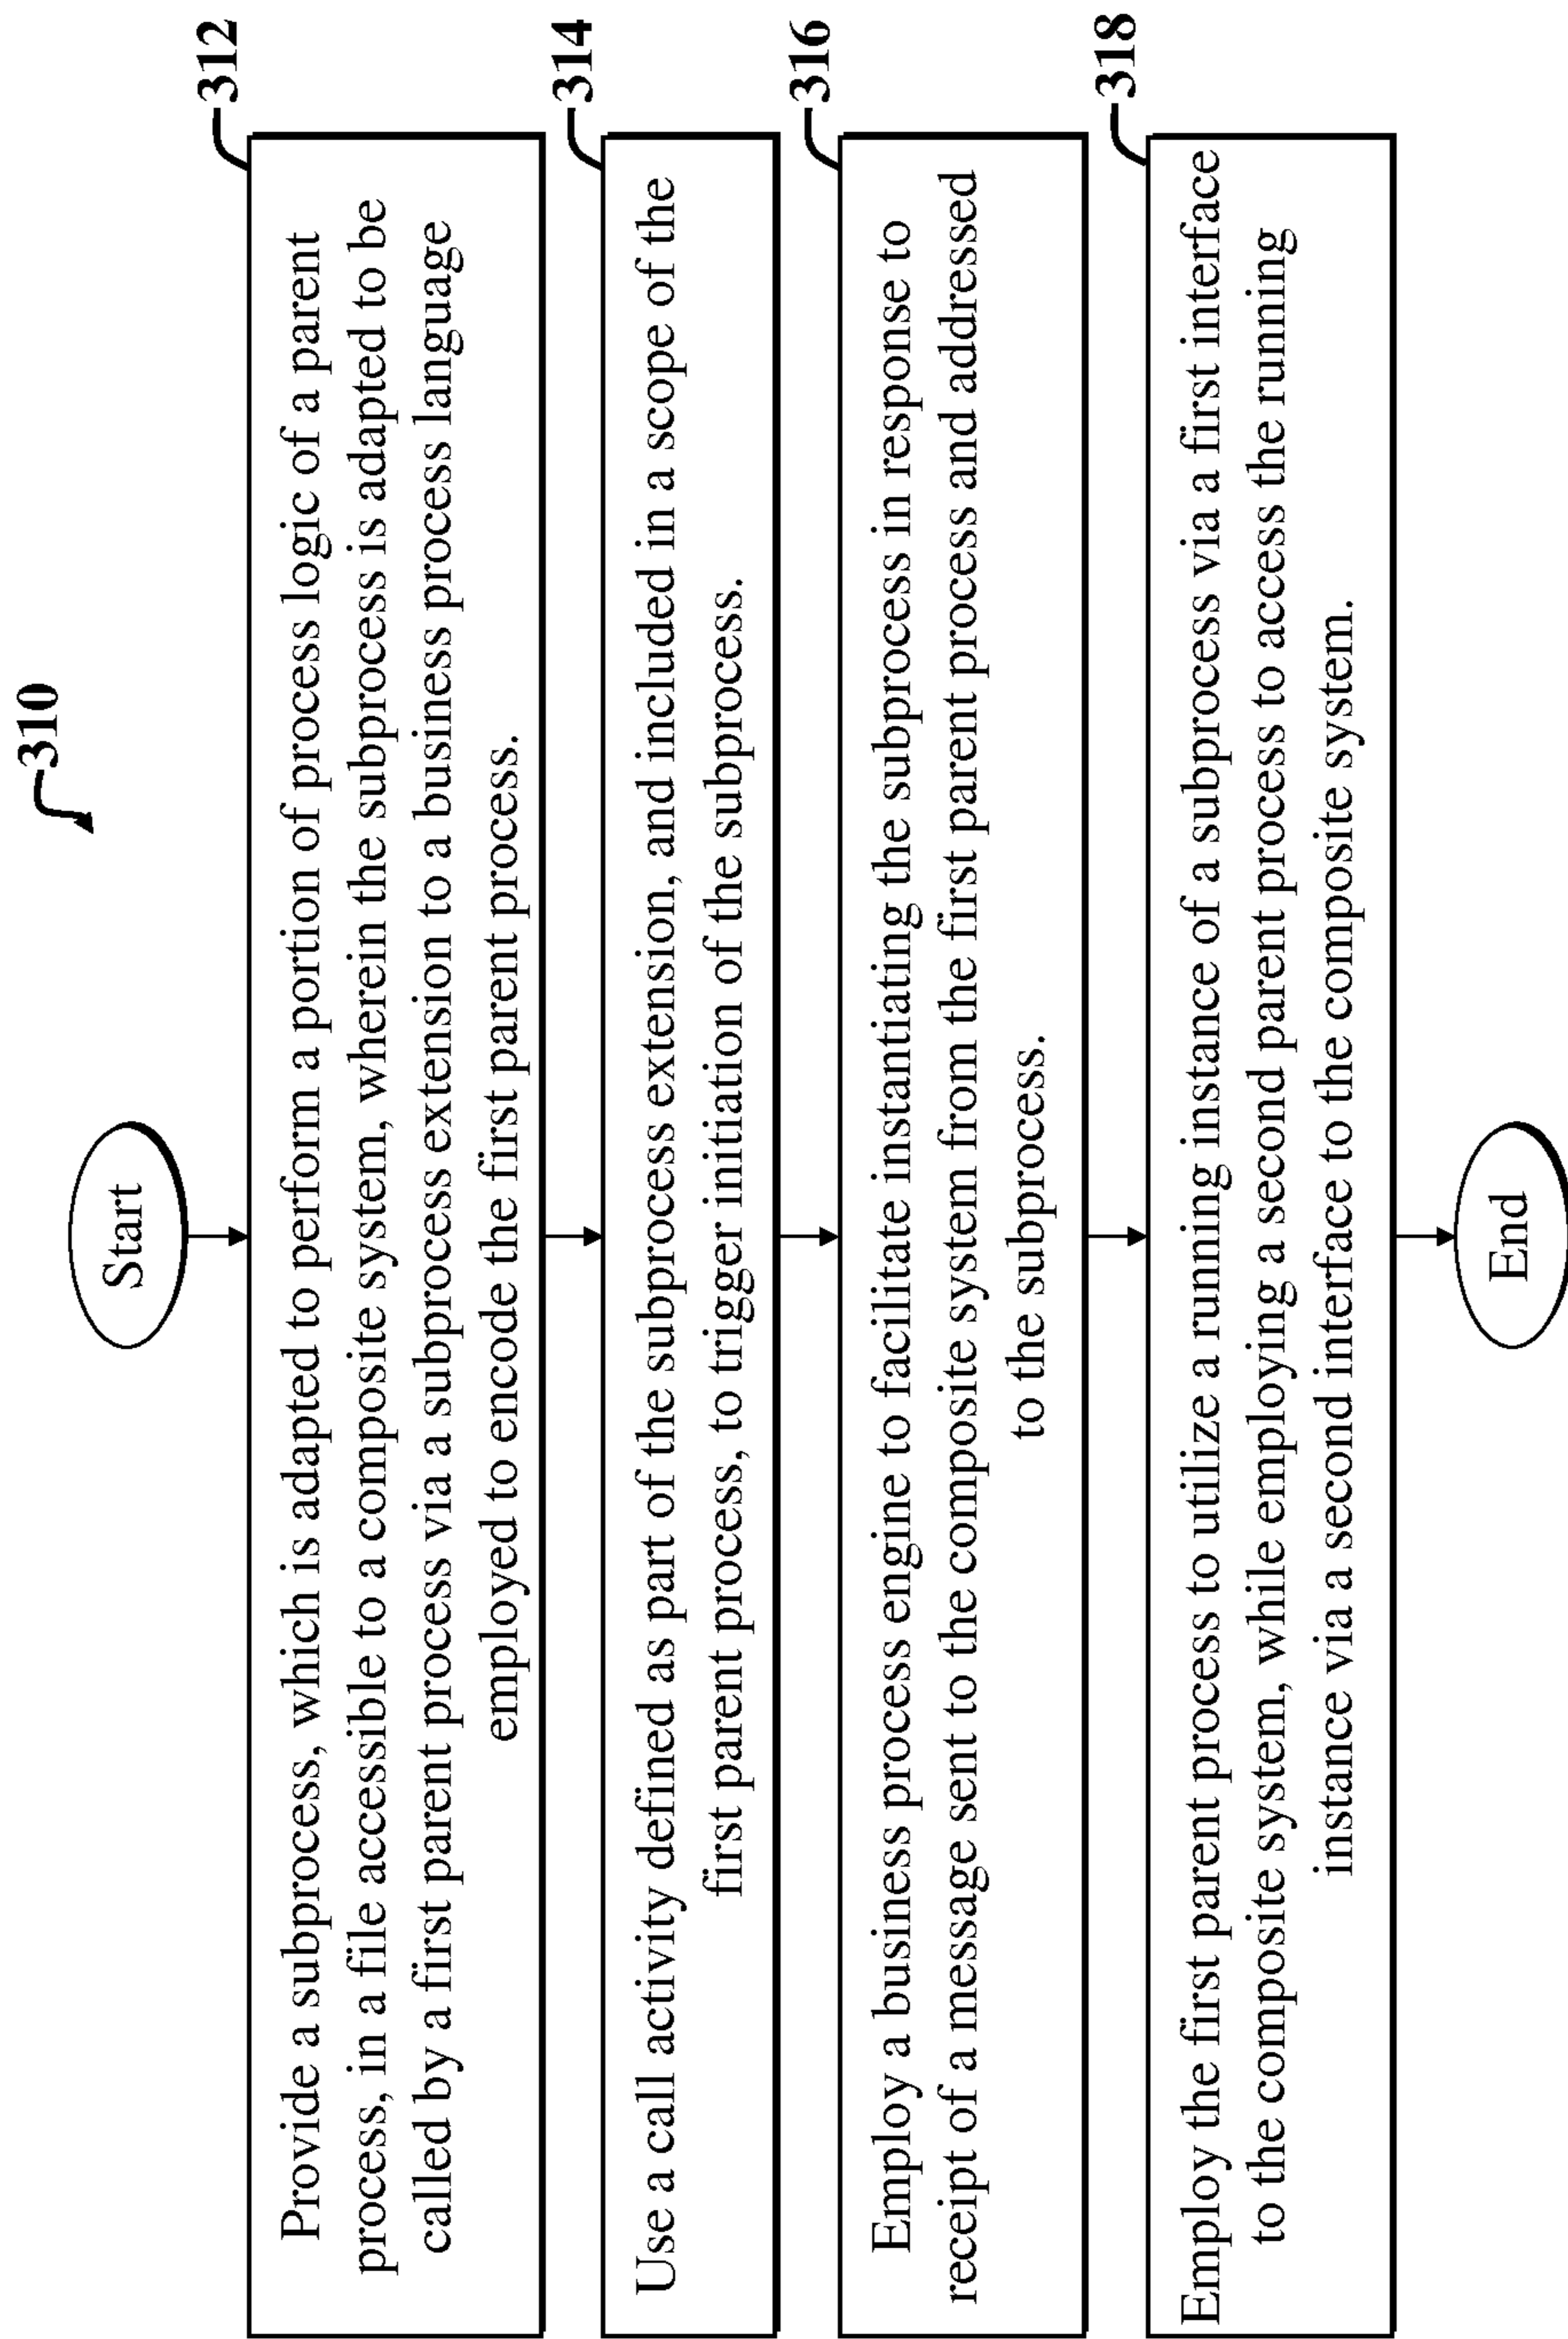 310
Start
312
Provide a subprocess, which is adapted to perform a portion of process logic of a parent
process, in a file accessible to a composite system, wherein the subprocess is adapted to be
called by a first parent process via a subprocess extension to a business process language
employed to encode the first parent process.
314
Use a call activity defined as part of the subprocess extension, and included in a scope of the
first parent process, to trigger initiation of the subprocess.
316
Employ a business process engine to facilitate instantiating the subprocess in response to
receipt of a message sent to the composite system from the first parent process and addressed
to the subprocess.
318
Employ the first parent process to utilize a running instance of a subprocess via a first interface
to the composite system, while employing a second parent process to access the running
instance via a second interface to the composite system.
End